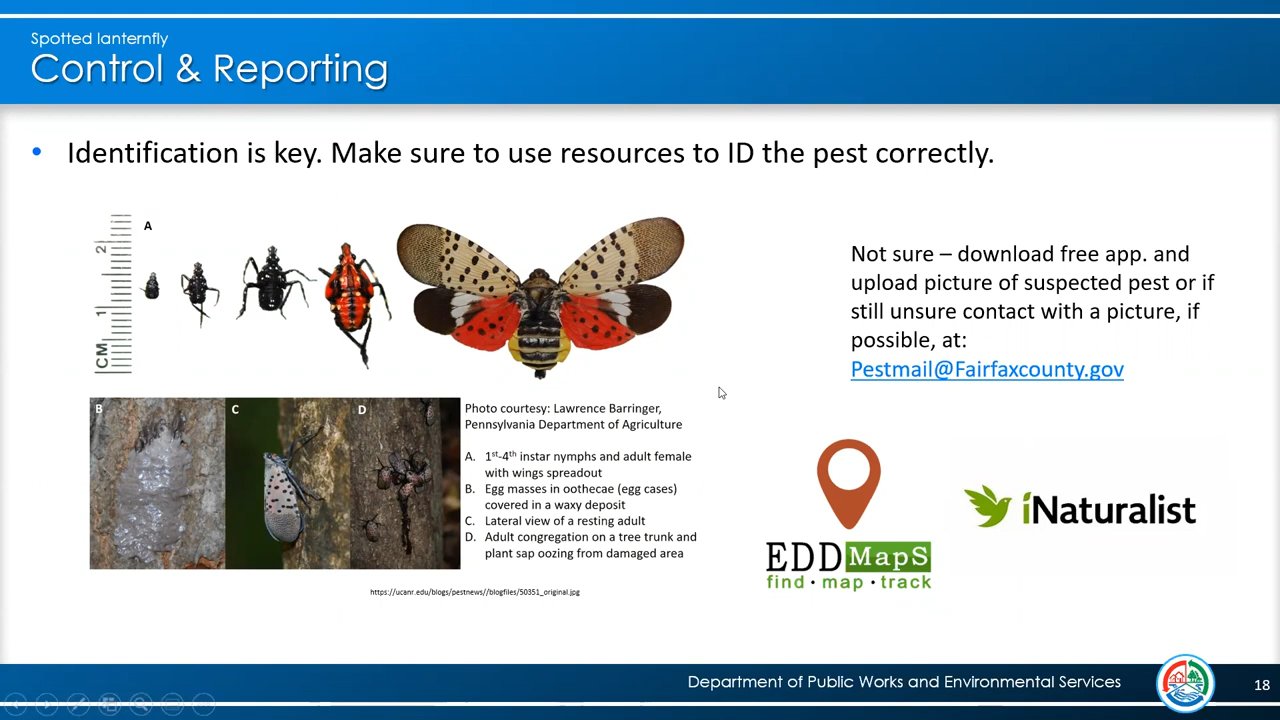 Spotted lanternfly
Control & Reporting
• Identification is key. Make sure to use resources to ID the pest correctly.
A
2
1
CM
B
C
D
Photo courtesy: Lawrence Barringer,
Pennsylvania Department of Agriculture
A. 1st-4th instar nymphs and adult female
with wings spreadout
B. Egg masses in oothecae (egg cases)
covered in a waxy deposit
C. Lateral view of a resting adult
D. Adult congregation on a tree trunk and
plant sap oozing from damaged area
https://ucanr.edu/blogs/pestnews//blogfiles/50351_original.jpg
Not sure – download free app. and
upload picture of suspected pest or if
still unsure contact with a picture, if
possible, at:
Pestmail@Fairfaxcounty.gov
EDDMapS
find • map • track
iNaturalist
Department of Public Works and Environmental Services
18